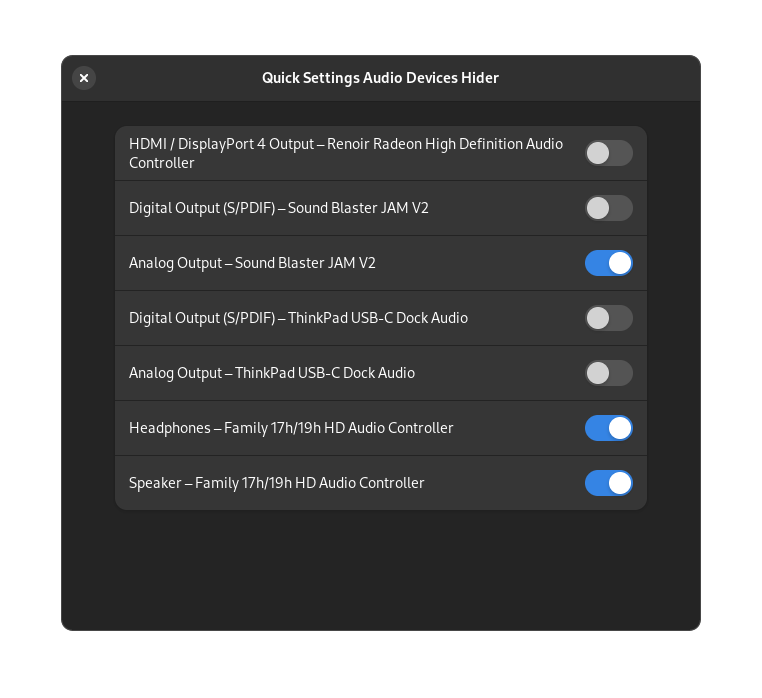 Quick Settings Audio Devices Hider
HDMI / DisplayPort 4 Output – Renoir Radeon High Definition Audio
Controller
Digital Output (S/PDIF) – Sound Blaster JAM V2
Analog Output – Sound Blaster JAM V2
Digital Output (S/PDIF) – ThinkPad USB-C Dock Audio
Analog Output – ThinkPad USB-C Dock Audio
Headphones – Family 17h/19h HD Audio Controller
Speaker – Family 17h/19h HD Audio Controller